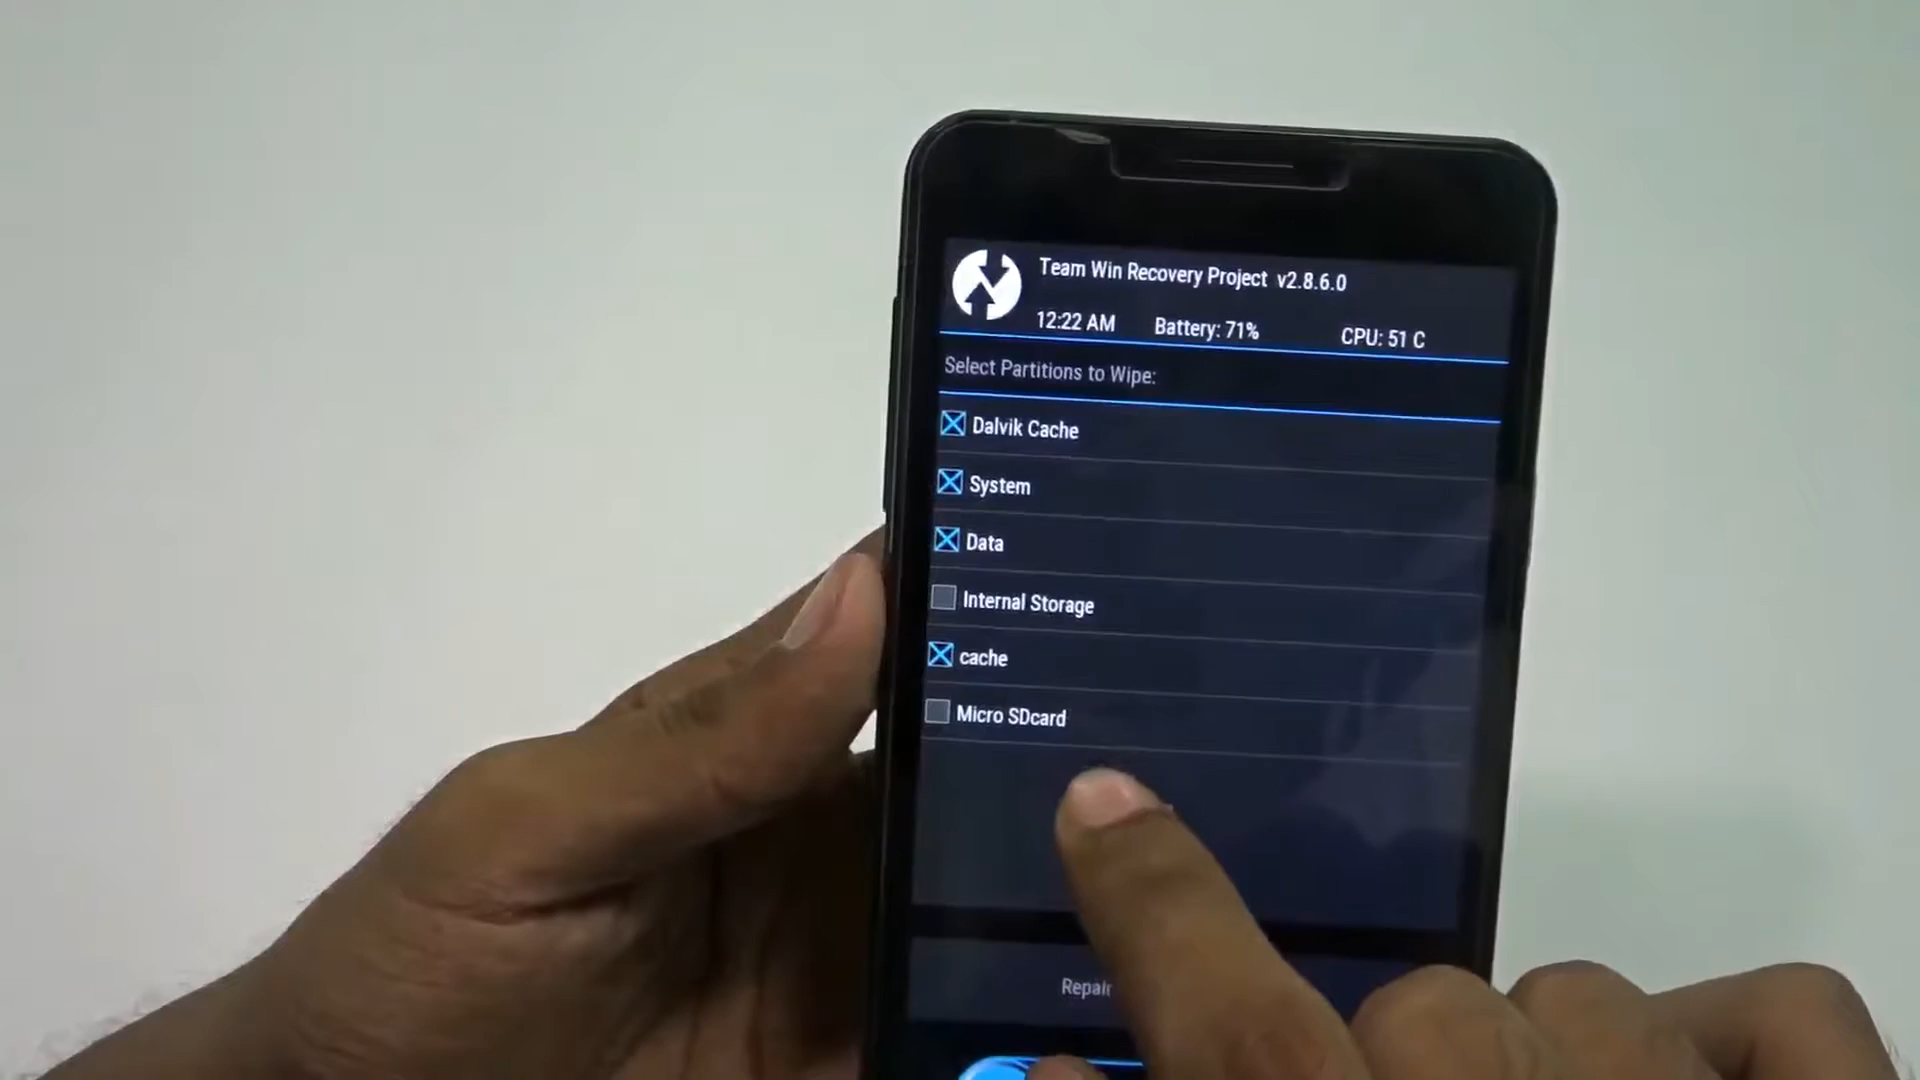 Team Win Recovery Project v2.8.6.0
12:22 AM Battery: 71% CPU: 51 C
Select Partitions to Wipe:
Dalvik Cache
System
Data
Internal Storage
cache
Micro SDcard
Repair